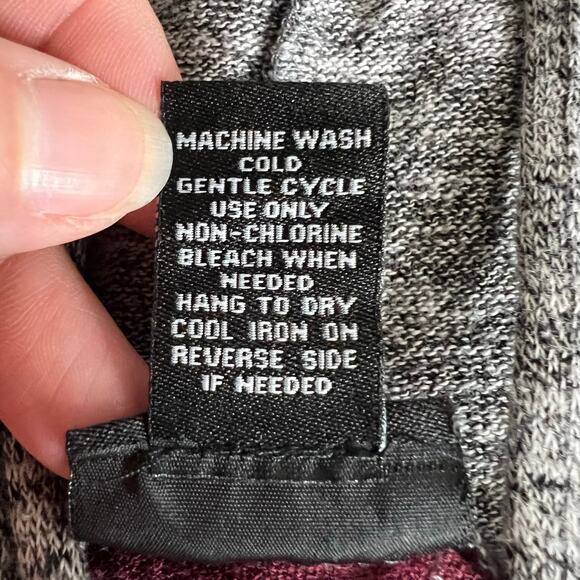 MACHINE WASH
COLD
GENTLE CYCLE
USE ONLY
NON-CHLORINE
BLEACH WHEN
NEEDED
HANG TO DRY
COOL IRON ON
REVERSE SIDE
IF NEEDED